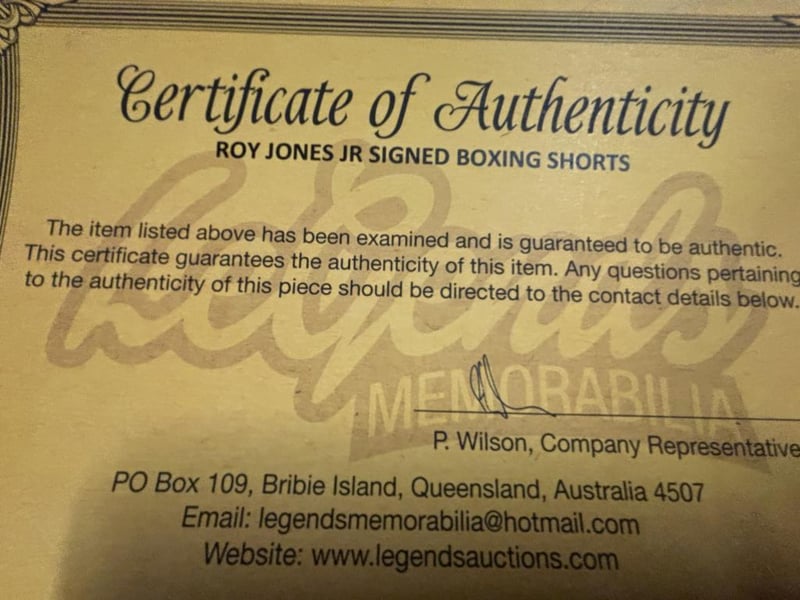 Certificate of Authenticity
ROY JONES JR SIGNED BOXING SHORTS
Legends
MEMORABILIA
The item listed above has been examined and is guaranteed to be authentic.
This certificate guarantees the authenticity of this item. Any questions pertaining
to the authenticity of this piece should be directed to the contact details below.
P. Wilson, Company Representative
PO Box 109, Bribie Island, Queensland, Australia 4507
Email: legendsmemorabilia@hotmail.com
Website: www.legendsauctions.com